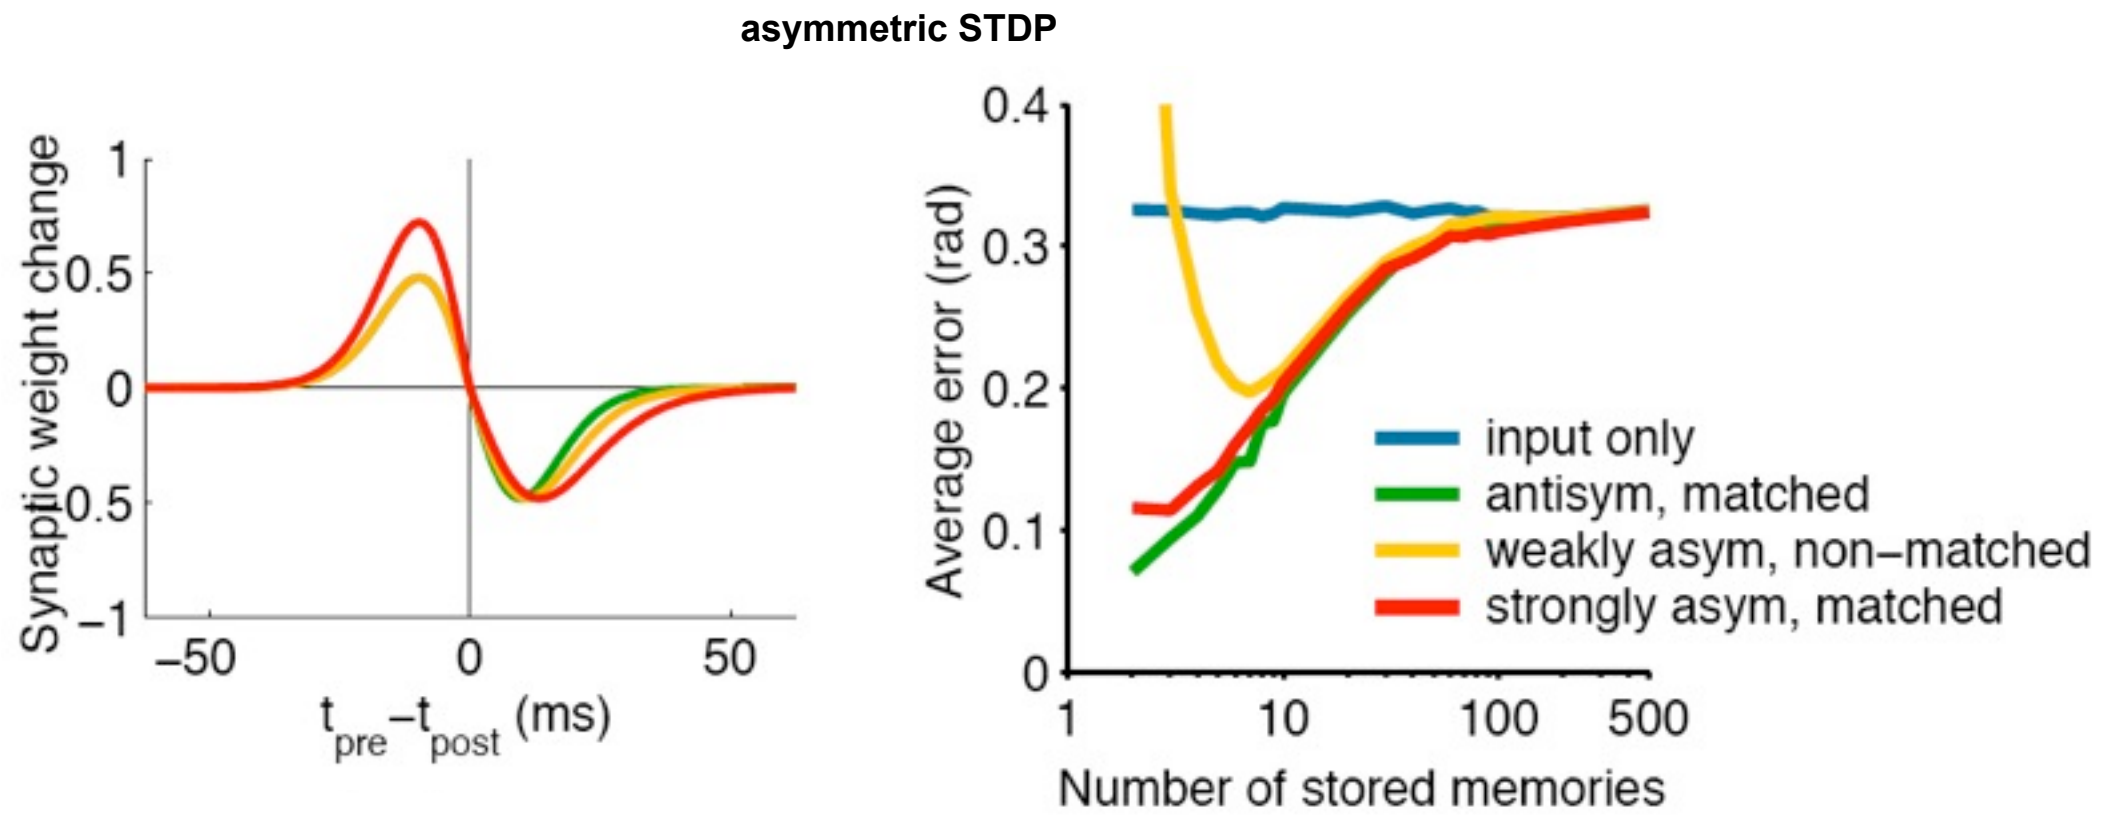 asymmetric STDP
Synaptic weight change
1
0.5
0
-0.5
−1
−50
0
50
tpre−tpost (ms)
Average error (rad)
0.4
0.3
0.2
0.1
0
input only
antisym, matched
weakly asym, non−matched
strongly asym, matched
1
10
100
500
Number of stored memories